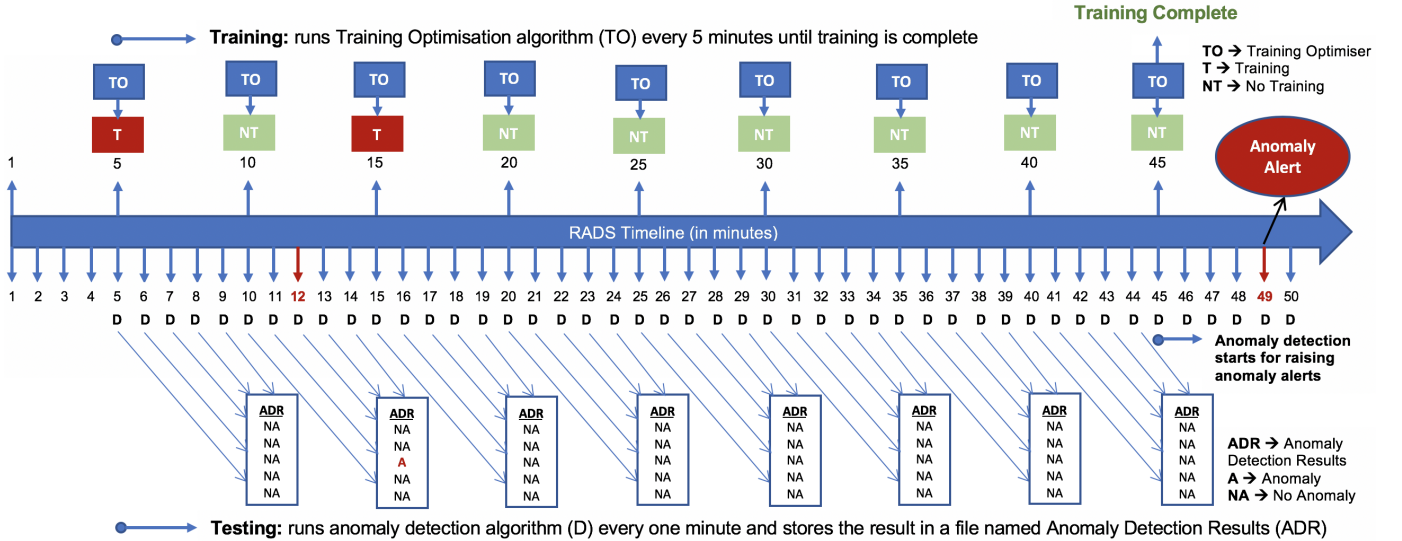 Training Complete
Training: runs Training Optimisation algorithm (TO) every 5 minutes until training is complete
TO → Training Optimiser
T → Training
NT → No Training
TO TO TO TO TO TO TO TO TO
T NT T NT NT NT NT NT NT
1 5 10 15 20 25 30 35 40 45
Anomaly
Alert
RADS Timeline (in minutes)
1 2 3 4 5 6 7 8 9 10 11 12 13 14 15 16 17 18 19 20 21 22 23 24 25 26 27 28 29 30 31 32 33 34 35 36 37 38 39 40 41 42 43 44 45 46 47 48 49 50
D D D D D D D D D D D D D D D D D D D D D D D D D D D D D D D D D D D D D D D D D D D D D D
Anomaly detection
starts for raising
anomaly alerts
ADR ADR ADR ADR ADR ADR ADR ADR
NA NA NA NA NA NA NA NA
NA NA NA NA NA NA NA NA
NA A NA NA NA NA NA NA
NA NA NA NA NA NA NA NA
NA NA NA NA NA NA NA NA
ADR → Anomaly
Detection Results
A → Anomaly
NA → No Anomaly
Testing: runs anomaly detection algorithm (D) every one minute and stores the result in a file named Anomaly Detection Results (ADR)